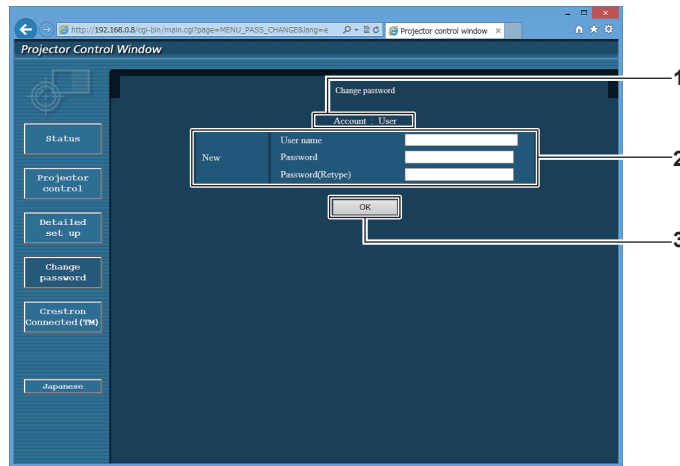 http://192.168.0.8/cgi-bin/main.cgi?page=MENU_PASS_CHANGE&lang=e
Projector control window
Projector Control Window
Change password
1
Account : User
Status
New
User name
Password
Password(Retype)
2
Projector
control
OK
Detailed
set up
3
Change
password
Crestron
Connected(TM)
Japanese